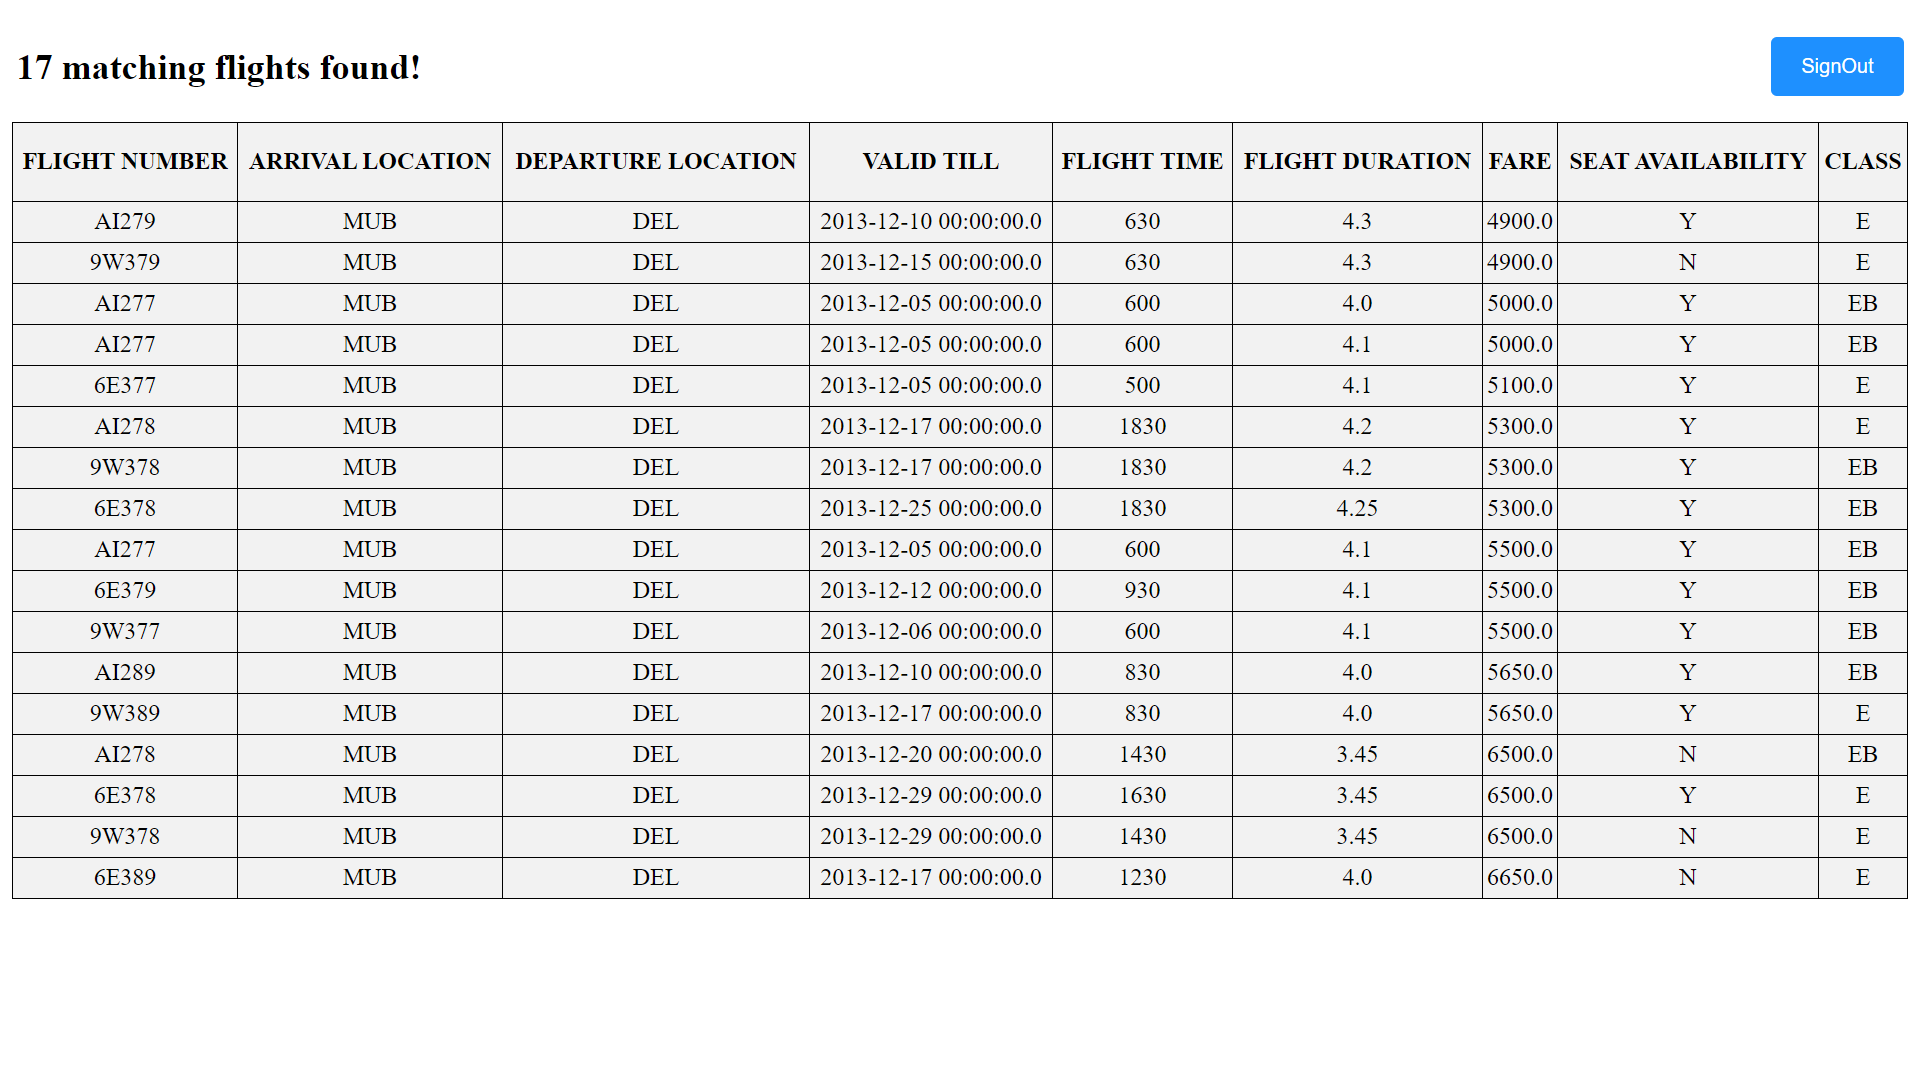 17 matching flights found!
SignOut
FLIGHT NUMBER ARRIVAL LOCATION DEPARTURE LOCATION VALID TILL FLIGHT TIME FLIGHT DURATION FARE SEAT AVAILABILITY CLASS
AI279 MUB DEL 2013-12-10 00:00:00.0 630 4.3 4900.0 Y E
9W379 MUB DEL 2013-12-15 00:00:00.0 630 4.3 4900.0 N E
AI277 MUB DEL 2013-12-05 00:00:00.0 600 4.0 5000.0 Y EB
AI277 MUB DEL 2013-12-05 00:00:00.0 600 4.1 5000.0 Y EB
6E377 MUB DEL 2013-12-05 00:00:00.0 500 4.1 5100.0 Y E
AI278 MUB DEL 2013-12-17 00:00:00.0 1830 4.2 5300.0 Y E
9W378 MUB DEL 2013-12-17 00:00:00.0 1830 4.2 5300.0 Y EB
6E378 MUB DEL 2013-12-25 00:00:00.0 1830 4.25 5300.0 Y EB
AI277 MUB DEL 2013-12-05 00:00:00.0 600 4.1 5500.0 Y EB
6E379 MUB DEL 2013-12-12 00:00:00.0 930 4.1 5500.0 Y EB
9W377 MUB DEL 2013-12-06 00:00:00.0 600 4.1 5500.0 Y EB
AI289 MUB DEL 2013-12-10 00:00:00.0 830 4.0 5650.0 Y EB
9W389 MUB DEL 2013-12-17 00:00:00.0 830 4.0 5650.0 Y E
AI278 MUB DEL 2013-12-20 00:00:00.0 1430 3.45 6500.0 N EB
6E378 MUB DEL 2013-12-29 00:00:00.0 1630 3.45 6500.0 Y E
9W378 MUB DEL 2013-12-29 00:00:00.0 1430 3.45 6500.0 N E
6E389 MUB DEL 2013-12-17 00:00:00.0 1230 4.0 6650.0 N E